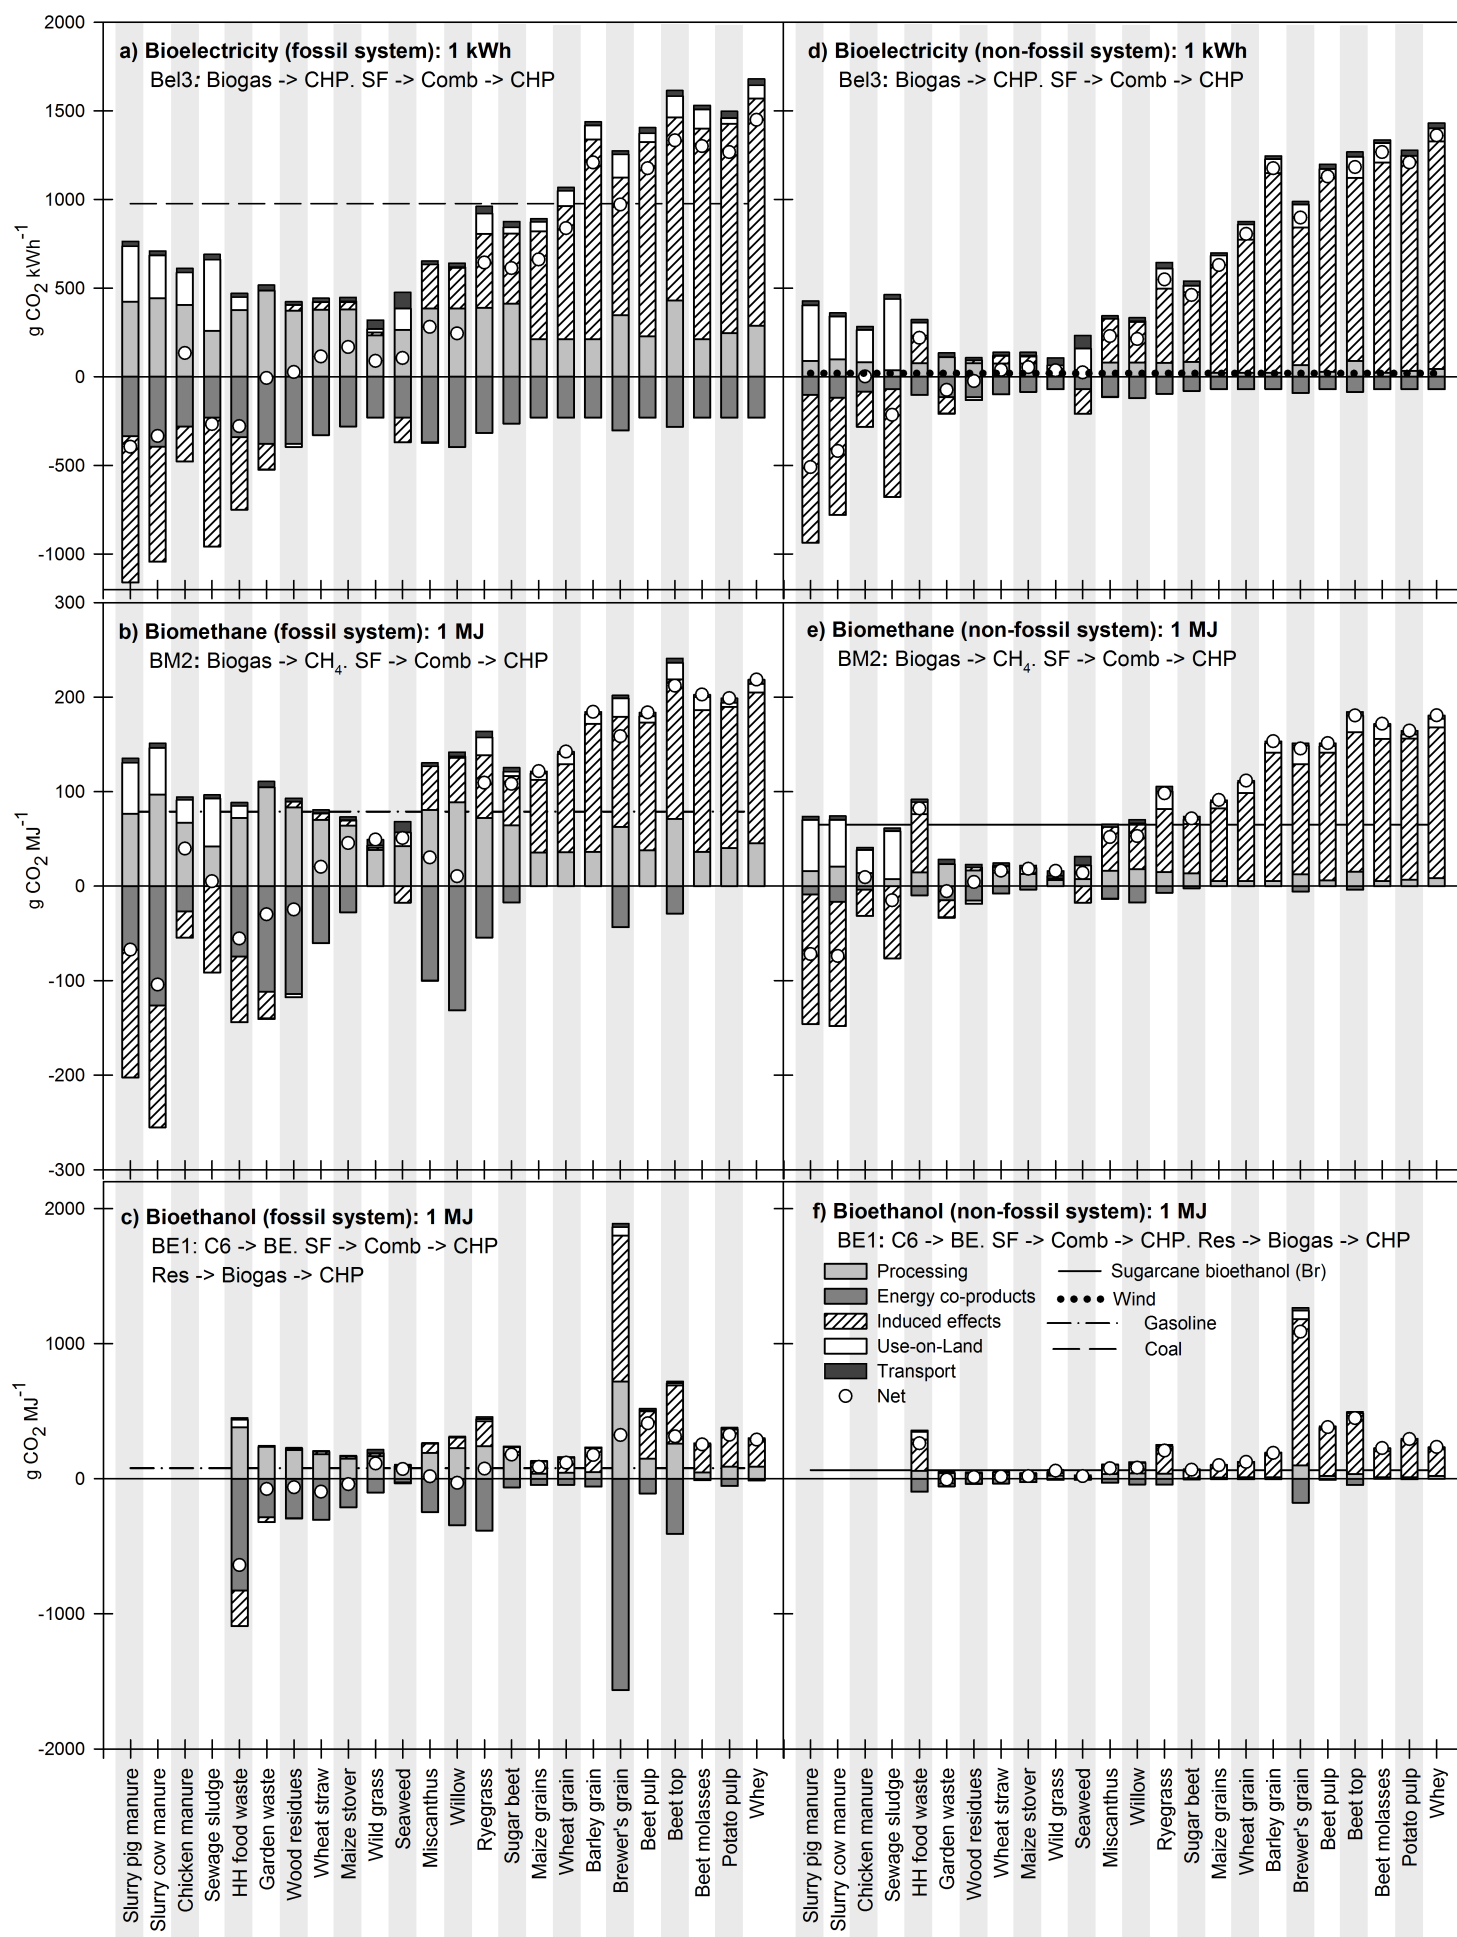 a) Bioelectricity (fossil system): 1 kWh
Bel3: Biogas -> CHP. SF -> Comb -> CHP
g CO2 kWh-1
2000
1500
1000
500
0
-500
-1000
d) Bioelectricity (non-fossil system): 1 kWh
Bel3: Biogas -> CHP. SF -> Comb -> CHP
b) Biomethane (fossil system): 1 MJ
BM2: Biogas -> CH4. SF -> Comb -> CHP
g CO2 MJ-1
300
200
100
0
-100
-200
-300
e) Biomethane (non-fossil system): 1 MJ
BM2: Biogas -> CH4. SF -> Comb -> CHP
c) Bioethanol (fossil system): 1 MJ
BE1: C6 -> BE. SF -> Comb -> CHP
Res -> Biogas -> CHP
g CO2 MJ-1
2000
1000
0
-1000
-2000
f) Bioethanol (non-fossil system): 1 MJ
BE1: C6 -> BE. SF -> Comb -> CHP. Res -> Biogas -> CHP
Processing
Energy co-products
Induced effects
Use-on-Land
Transport
Net
Sugarcane bioethanol (Br)
Wind
Gasoline
Coal
Slurry pig manure
Slurry cow manure
Chicken manure
Sewage sludge
HH food waste
Garden waste
Wood residues
Wheat straw
Maize stover
Wild grass
Seaweed
Miscanthus
Willow
Ryegrass
Sugar beet
Maize grains
Wheat grain
Barley grain
Brewer's grain
Beet pulp
Beet top
Beet molasses
Potato pulp
Whey
Slurry pig manure
Slurry cow manure
Chicken manure
Sewage sludge
HH food waste
Garden waste
Wood residues
Wheat straw
Maize stover
Wild grass
Seaweed
Miscanthus
Willow
Ryegrass
Sugar beet
Maize grains
Wheat grain
Barley grain
Brewer's grain
Beet pulp
Beet top
Beet molasses
Potato pulp
Whey